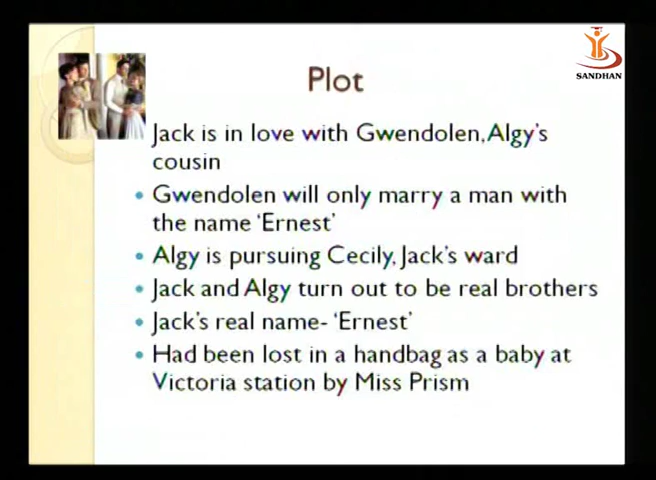 Plot
SANDHAN
Jack is in love with Gwendolen, Algy's
cousin
• Gwendolen will only marry a man with
the name 'Ernest'
• Algy is pursuing Cecily, Jack's ward
• Jack and Algy turn out to be real brothers
• Jack's real name- 'Ernest'
• Had been lost in a handbag as a baby at
Victoria station by Miss Prism